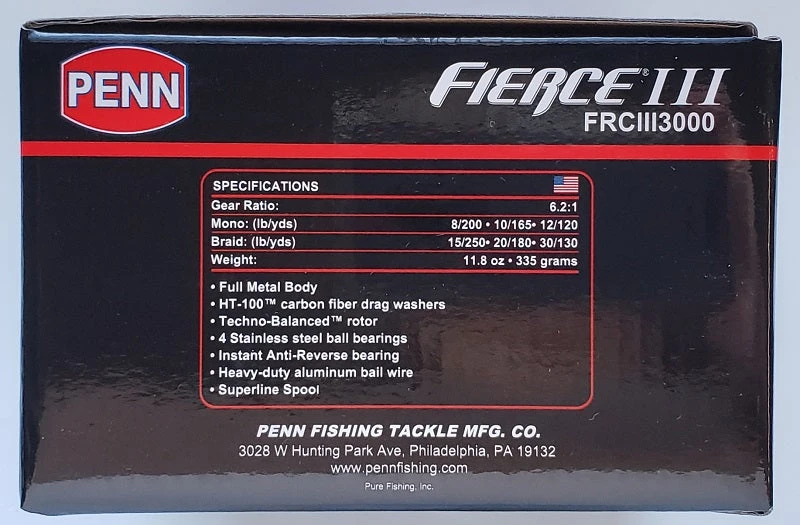 PENN
FIERCE® III
FRCIII3000
SPECIFICATIONS
Gear Ratio: 6.2:1
Mono: (lb/yds) 8/200 • 10/165• 12/120
Braid: (lb/yds) 15/250• 20/180• 30/130
Weight: 11.8 oz • 335 grams
• Full Metal Body
• HT-100™ carbon fiber drag washers
• Techno-Balanced™ rotor
• 4 Stainless steel ball bearings
• Instant Anti-Reverse bearing
• Heavy-duty aluminum bail wire
• Superline Spool
PENN FISHING TACKLE MFG. CO.
3028 W Hunting Park Ave, Philadelphia, PA 19132
www.pennfishing.com
Pure Fishing, Inc.